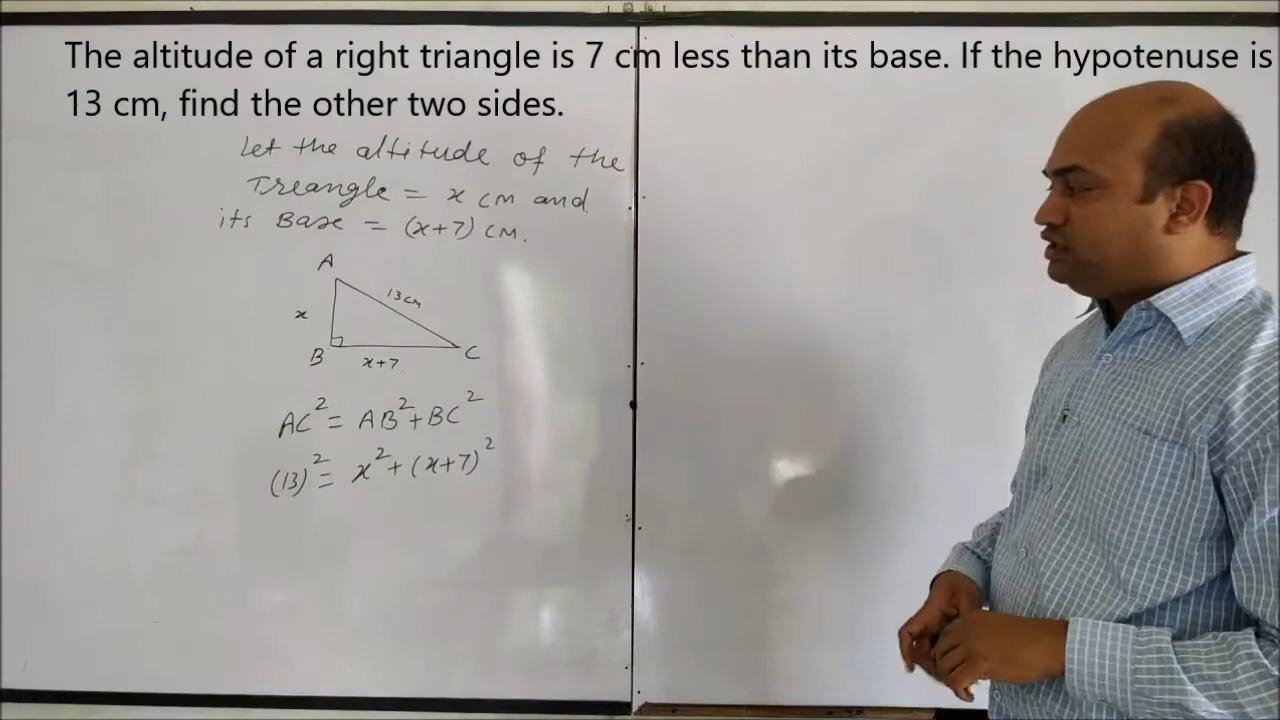 The altitude of a right triangle is 7 cm less than its base. If the hypotenuse is
13 cm, find the other two sides.
Let the altitude of the
Treangle = x cm and
its Base = (x+7) cm.
A
13 cm
x
B
C
x+7
AC² = AB² + BC²
(13)² = x² + (x+7)²